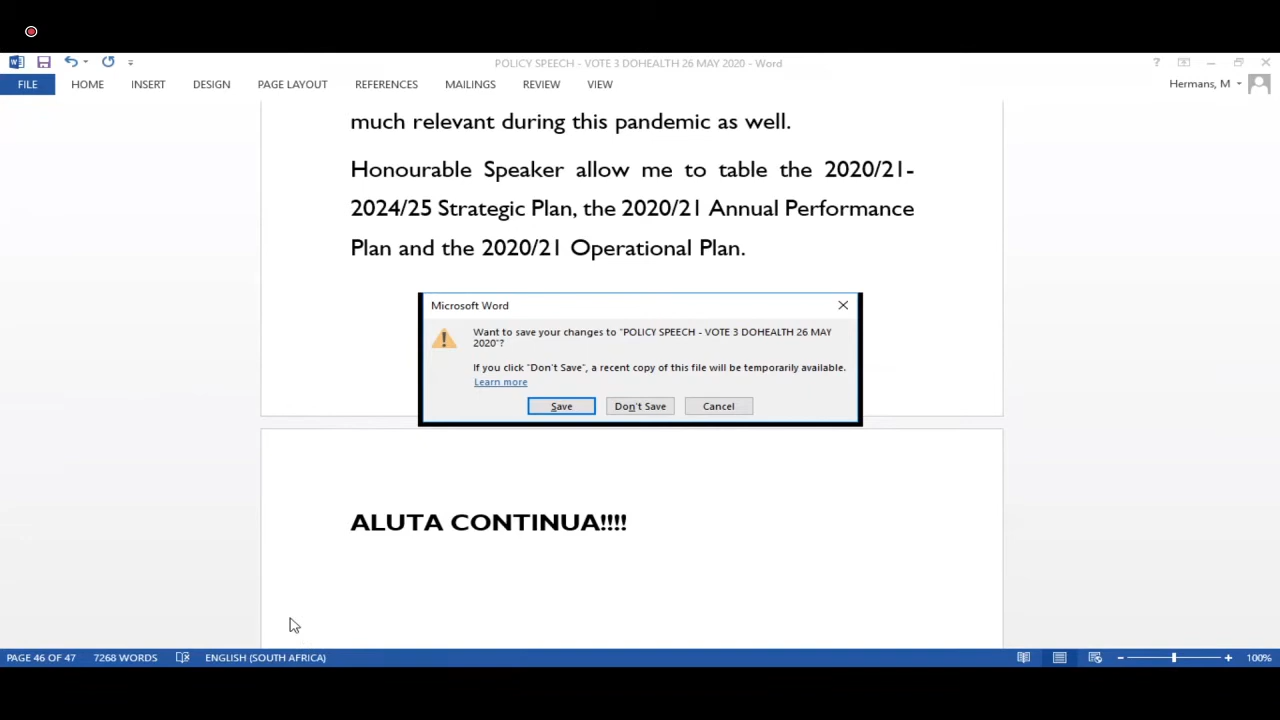 POLICY SPEECH - VOTE 3 DOHEALTH 26 MAY 2020 - Word
?
FILE HOME INSERT DESIGN PAGE LAYOUT REFERENCES MAILINGS REVIEW VIEW Hermans, M
much relevant during this pandemic as well.
Honourable Speaker allow me to table the 2020/21-
2024/25 Strategic Plan, the 2020/21 Annual Performance
Plan and the 2020/21 Operational Plan.
Microsoft Word
Want to save your changes to "POLICY SPEECH - VOTE 3 DOHEALTH 26 MAY
2020"?
If you click "Don't Save", a recent copy of this file will be temporarily available.
Learn more
Save Don't Save Cancel
ALUTA CONTINUA!!!!
PAGE 46 OF 47 7268 WORDS ENGLISH (SOUTH AFRICA) 100%